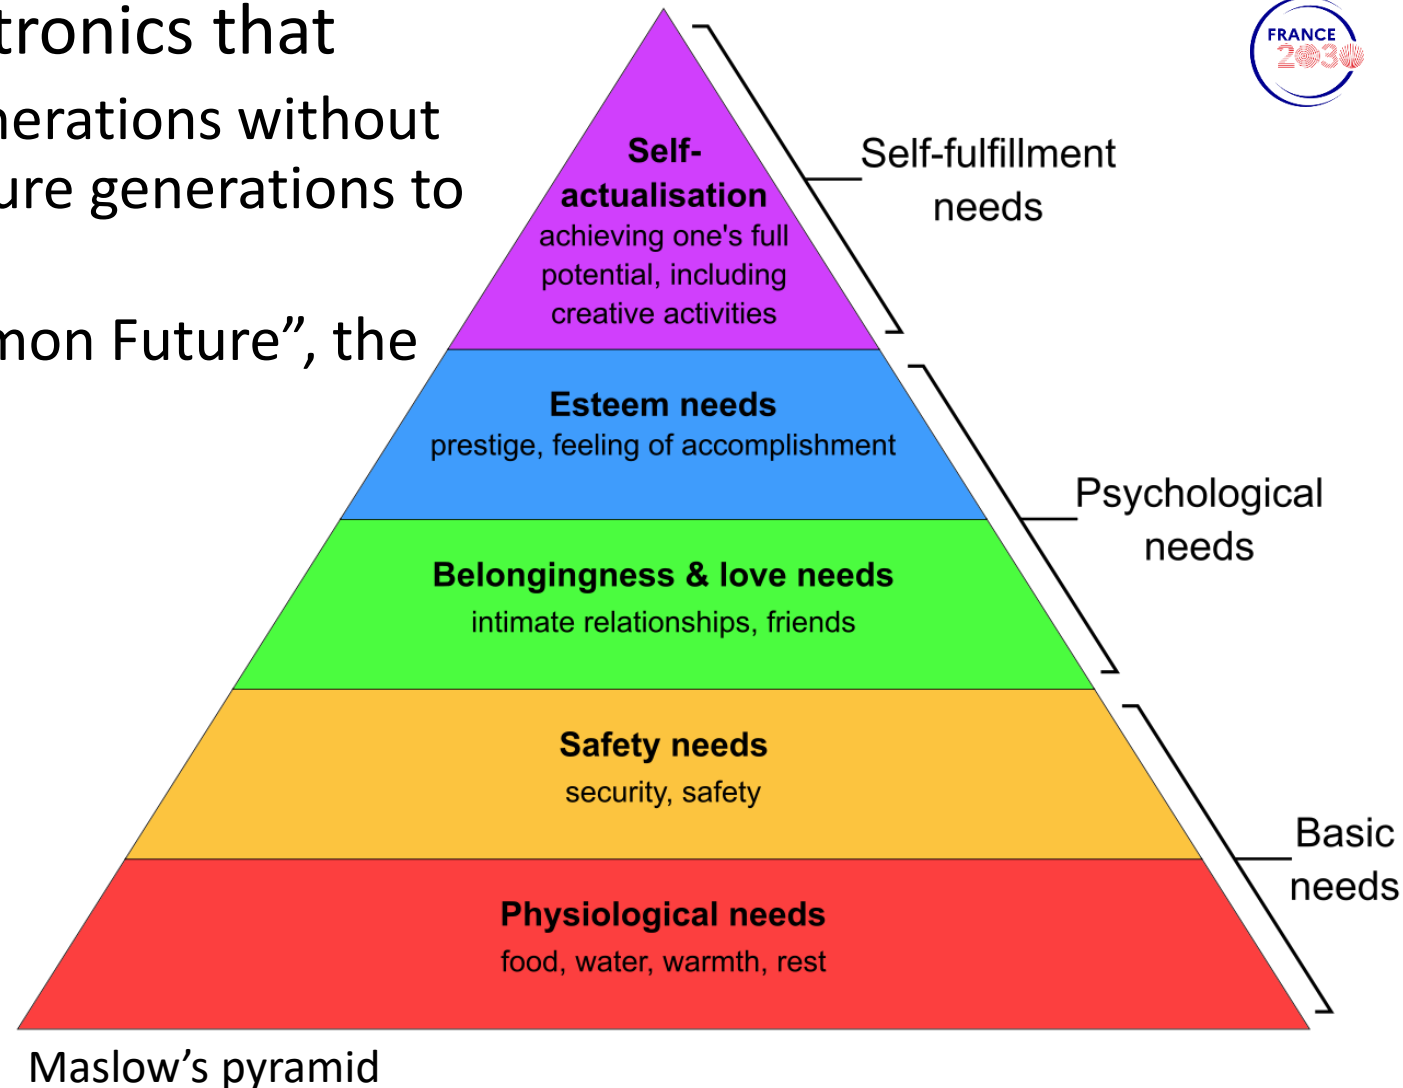 tronics that
nerations without
ure generations to
mon Future”, the
FRANCE
2030
Self-
actualisation
achieving one's full
potential, including
creative activities
Self-fulfillment
needs
Esteem needs
prestige, feeling of accomplishment
Psychological
needs
Belongingness & love needs
intimate relationships, friends
Safety needs
security, safety
Basic
needs
Physiological needs
food, water, warmth, rest
Maslow’s pyramid